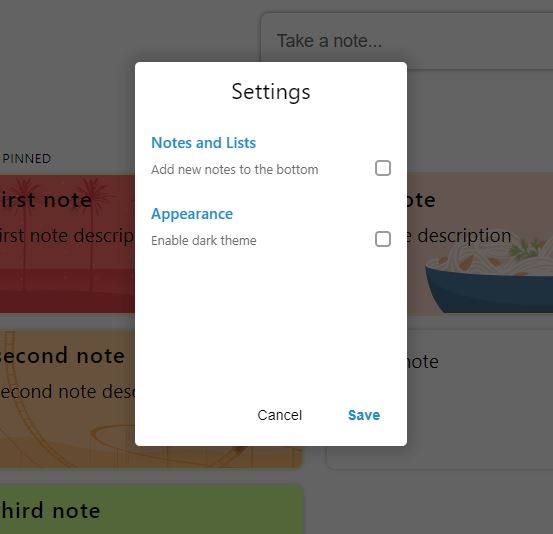 Take a note...
Settings
Notes and Lists
Add new notes to the bottom
Appearance
Enable dark theme
Cancel
Save
PINNED
irst note
irst note descrip
ote
e description
second note
econd note desc
note
hird note